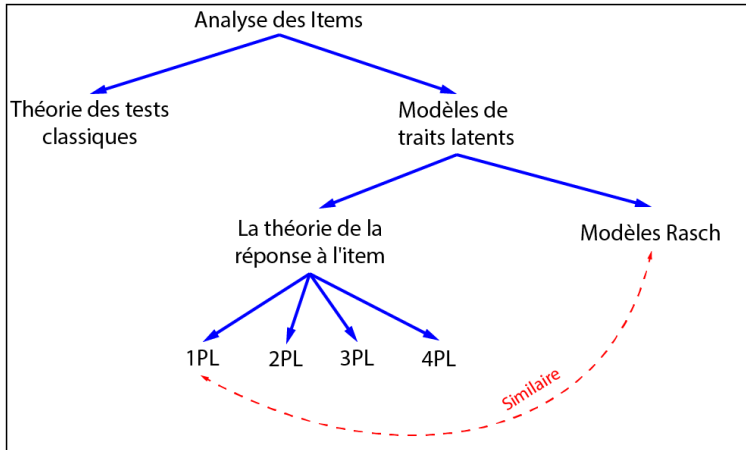 Analyse des Items
Théorie des tests
classiques
Modèles de
traits latents
La théorie de la
réponse à l'item
Modèles Rasch
1PL
2PL
3PL
4PL
Similaire